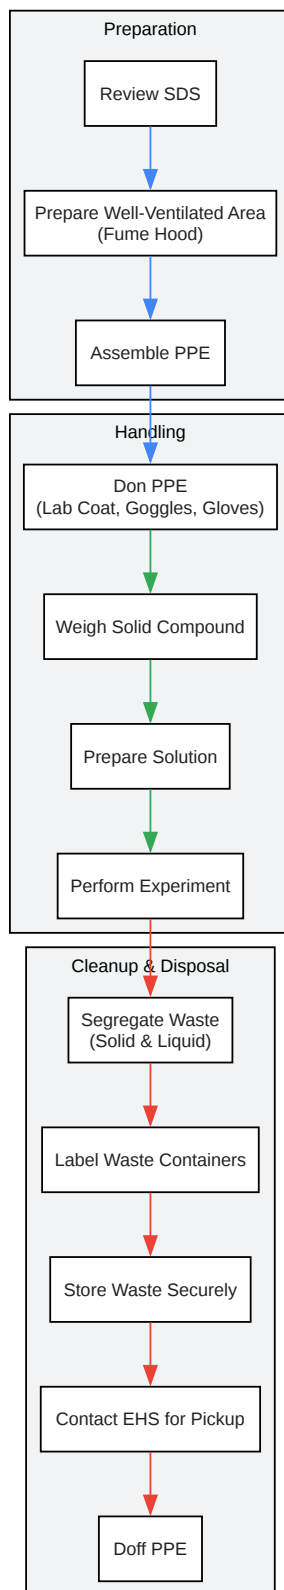 Preparation
Review SDS
Prepare Well-Ventilated Area
(Fume Hood)
Assemble PPE
Handling
Don PPE
(Lab Coat, Goggles, Gloves)
Weigh Solid Compound
Prepare Solution
Perform Experiment
Cleanup & Disposal
Segregate Waste
(Solid & Liquid)
Label Waste Containers
Store Waste Securely
Contact EHS for Pickup
Doff PPE